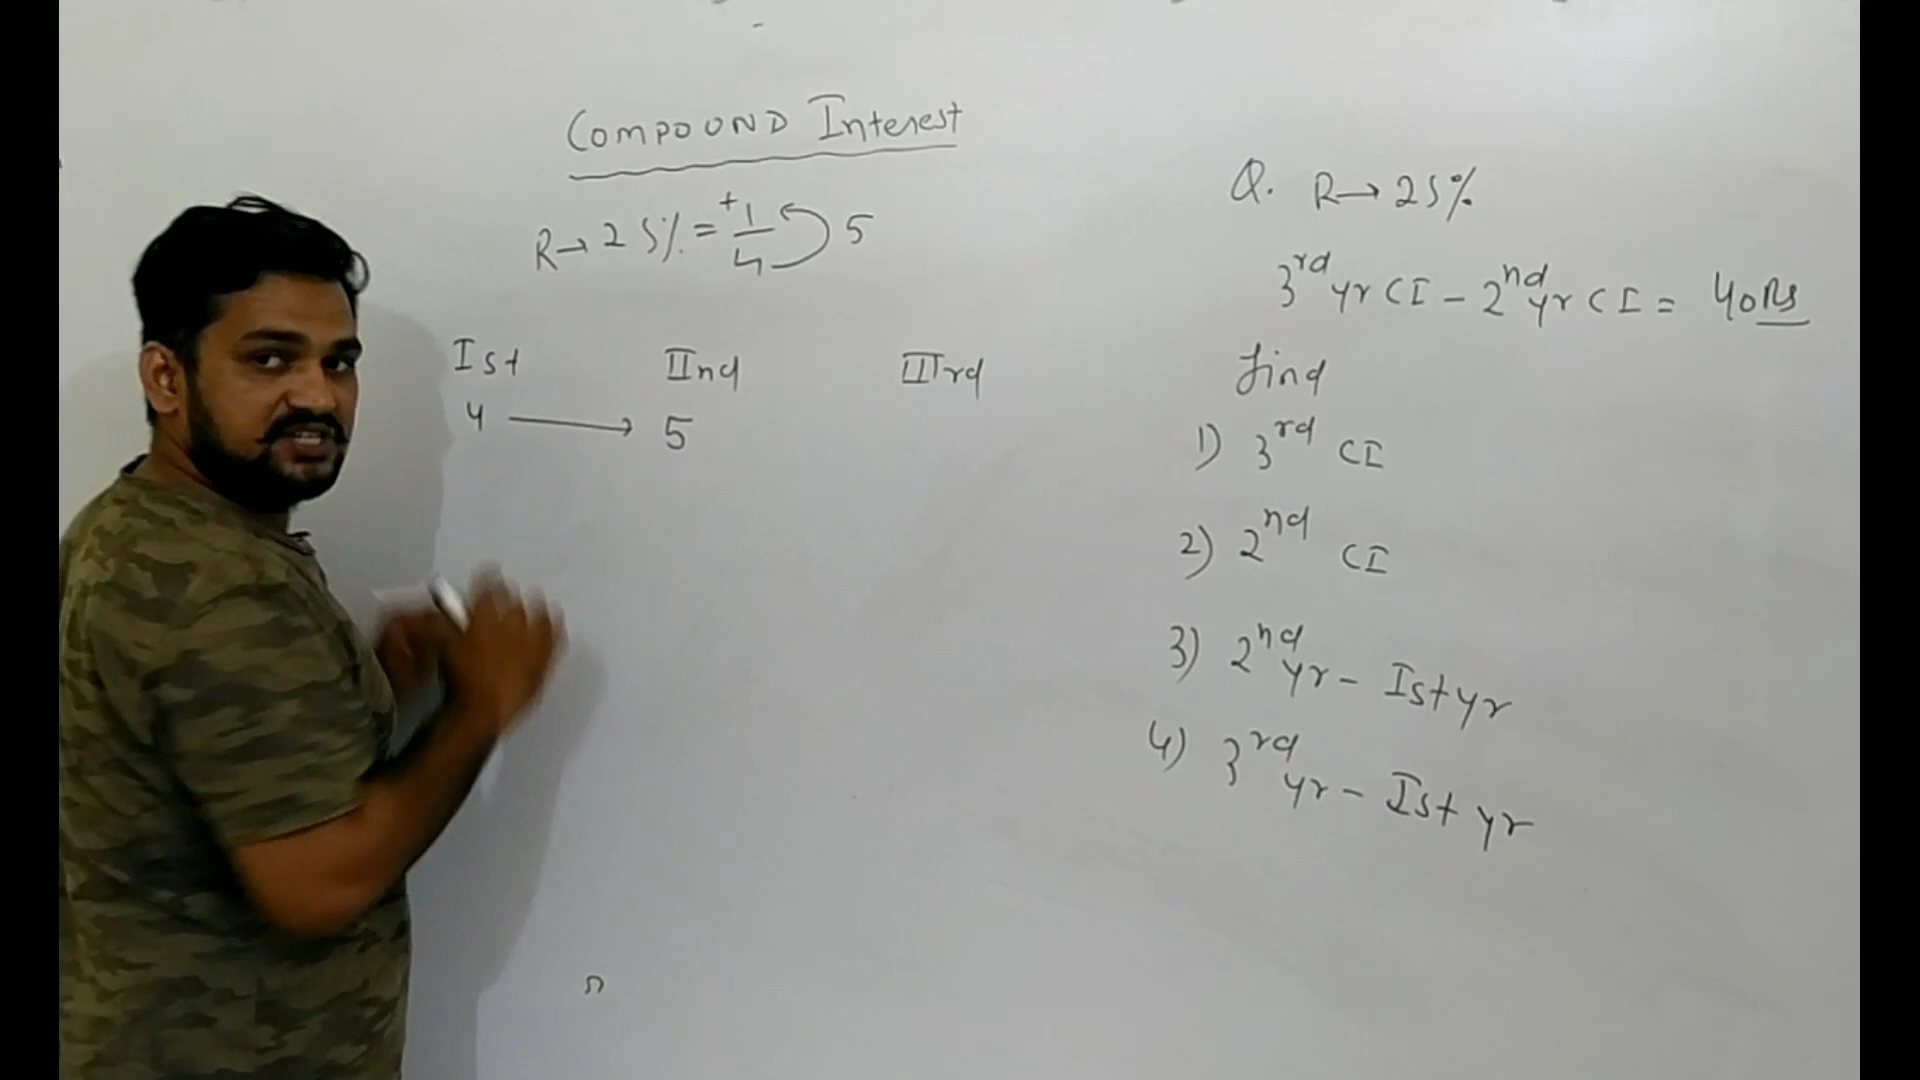 COMPOUND Interest
R→25% = +1/4 5
Ist IInd IIIrd
4 → 5
Q. R→25%
3rd yr CI - 2nd yr CI = 40Rs
find
1) 3rd CI
2) 2nd CI
3) 2nd yr - Ist yr
4) 3rd yr - Ist yr